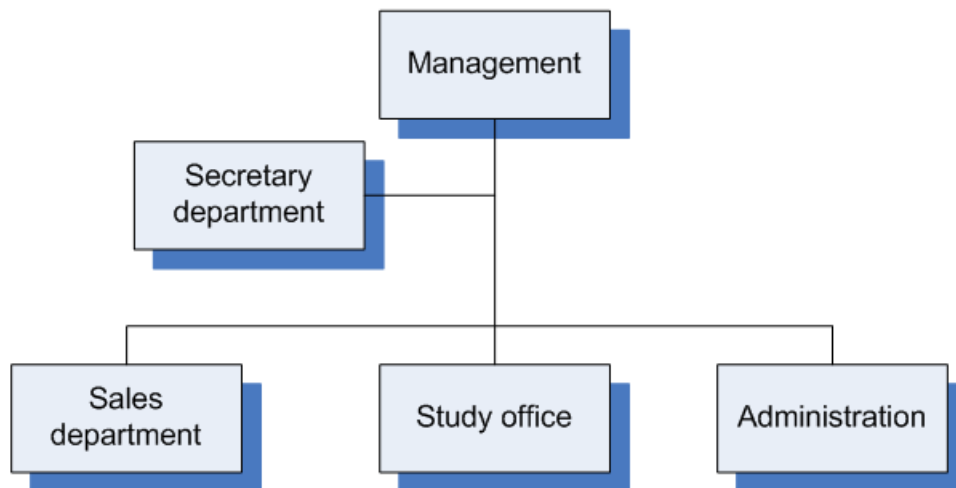 Management
Secretary
department
Sales
department
Study office
Administration